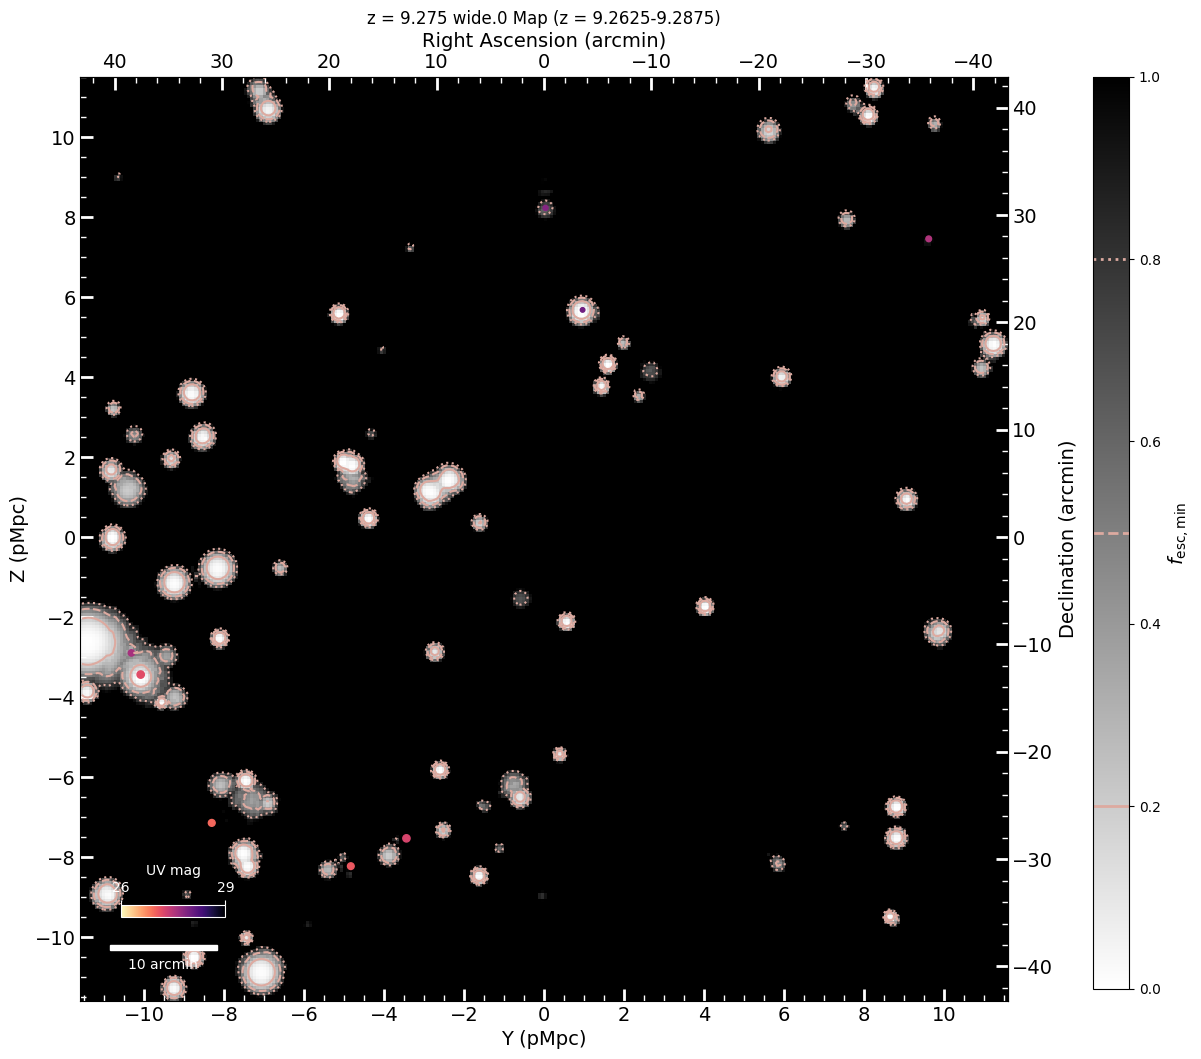 z = 9.275 wide.0 Map (z = 9.2625-9.2875)
Right Ascension (arcmin)
40 30 20 10 0 −10 −20 −30 −40
Z (pMpc)
10
8
6
4
2
0
−2
−4
−6
−8
−10
UV mag
26 29
10 arcmin
−10 −8 −6 −4 −2 0 2 4 6 8 10
Y (pMpc)
40
30
20
10
0
−10
−20
−30
−40
Declination (arcmin)
1.0
0.8
0.6
0.4
0.2
0.0
fesc,min